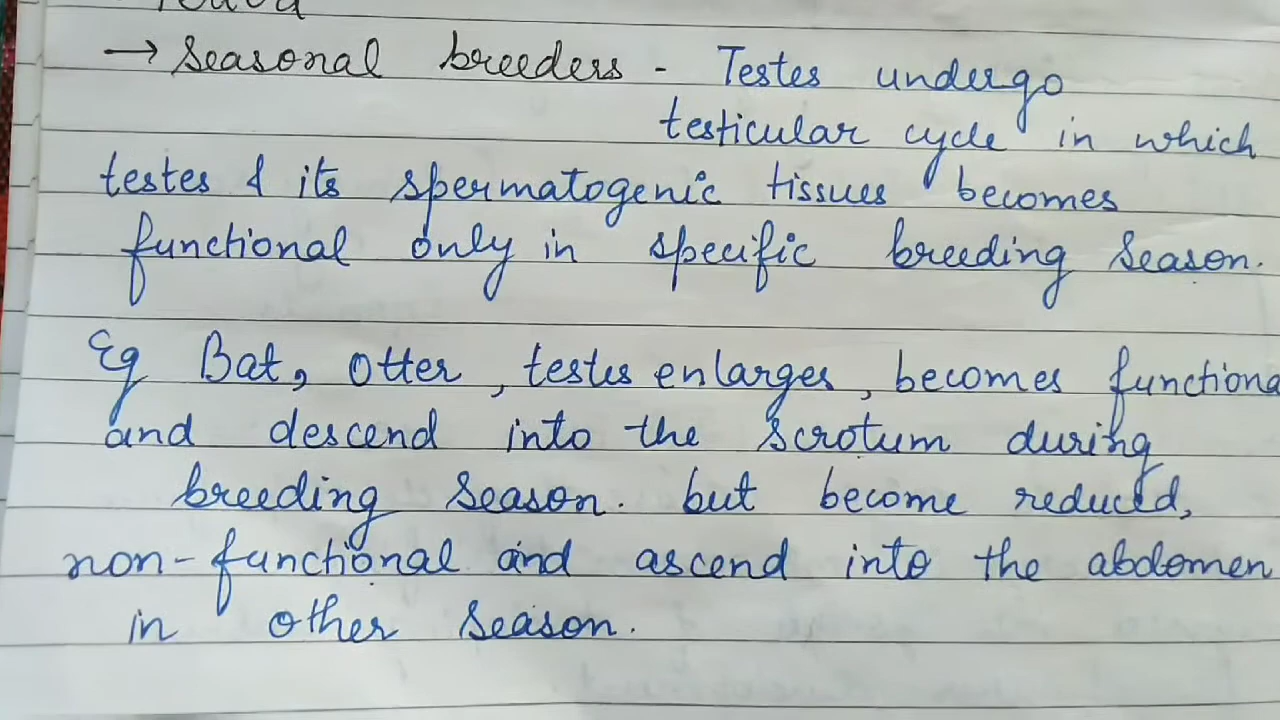 → Seasonal breeders - Testes undergo
testicular cycle in which
testes & its spermatogenic tissues becomes
functional only in specific breeding season.
Eg Bat, Otter, testes enlarges, becomes functiona
and descend into the scrotum during
breeding season. but become reduced,
non-functional and ascend into the abdomen
in other season.